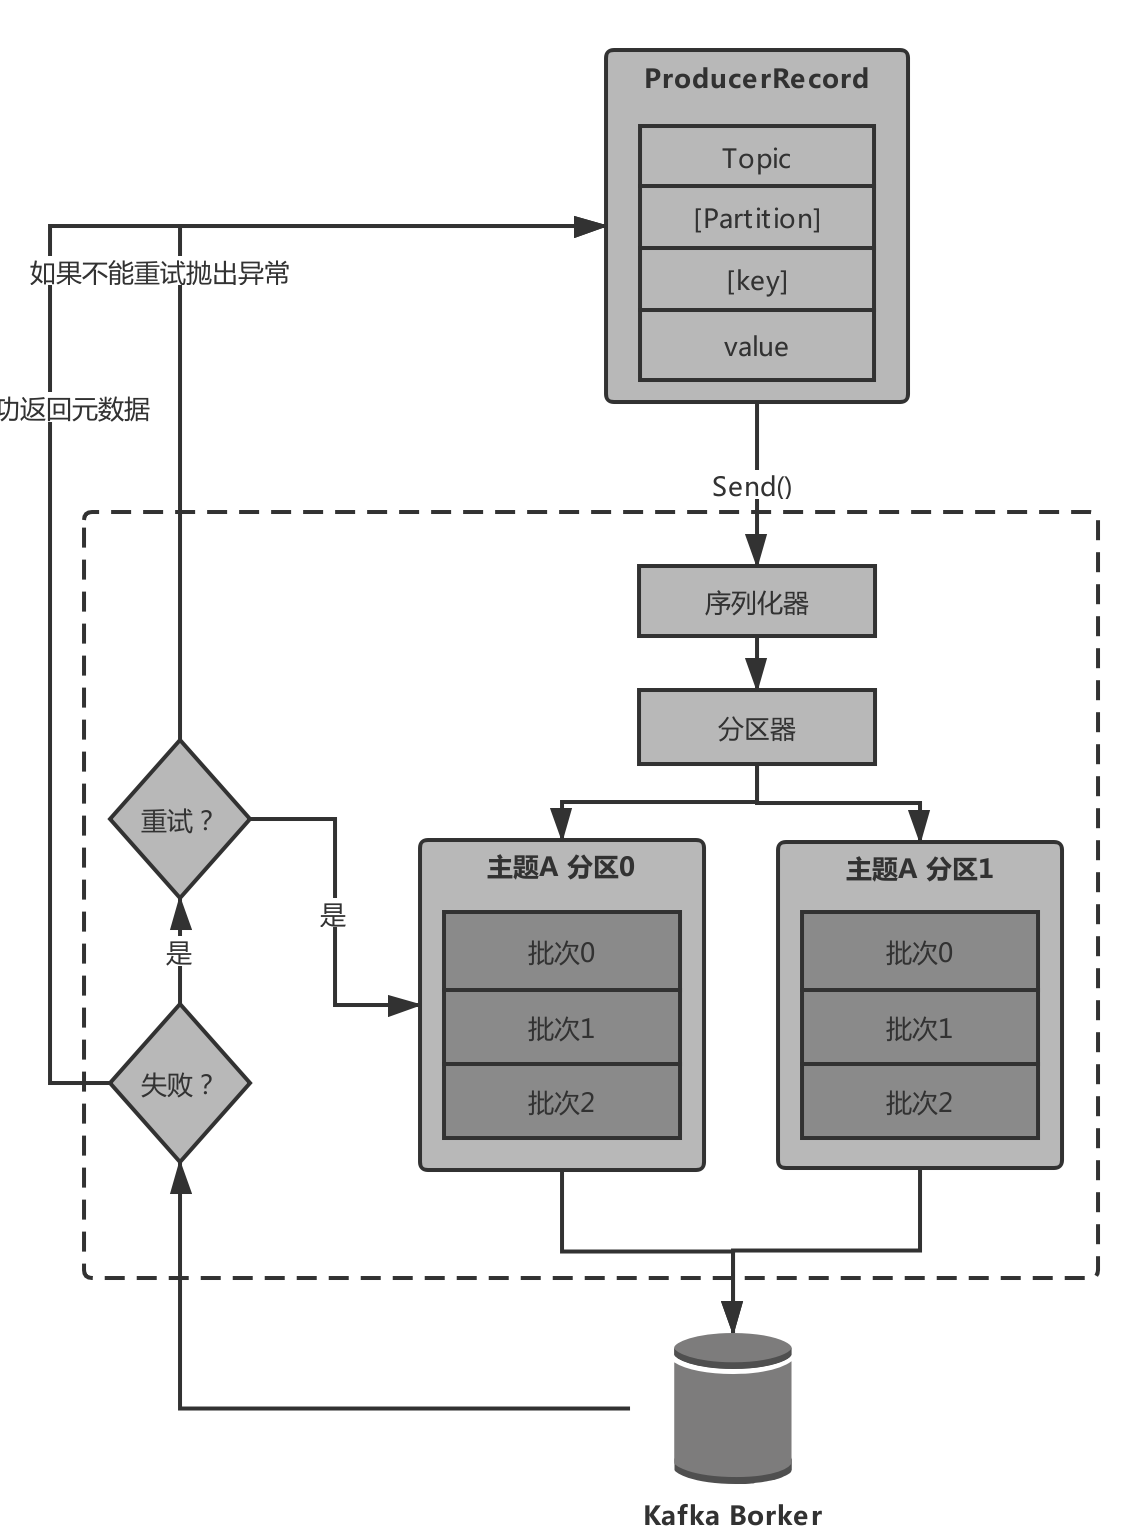 ProducerRecord
Topic
[Partition]
[key]
value
如果不能重试抛出异常
功返回元数据
Send()
序列化器
分区器
重试？
主题A 分区0
主题A 分区1
批次0
批次0
是
是
批次1
批次1
失败？
批次2
批次2
Kafka Borker